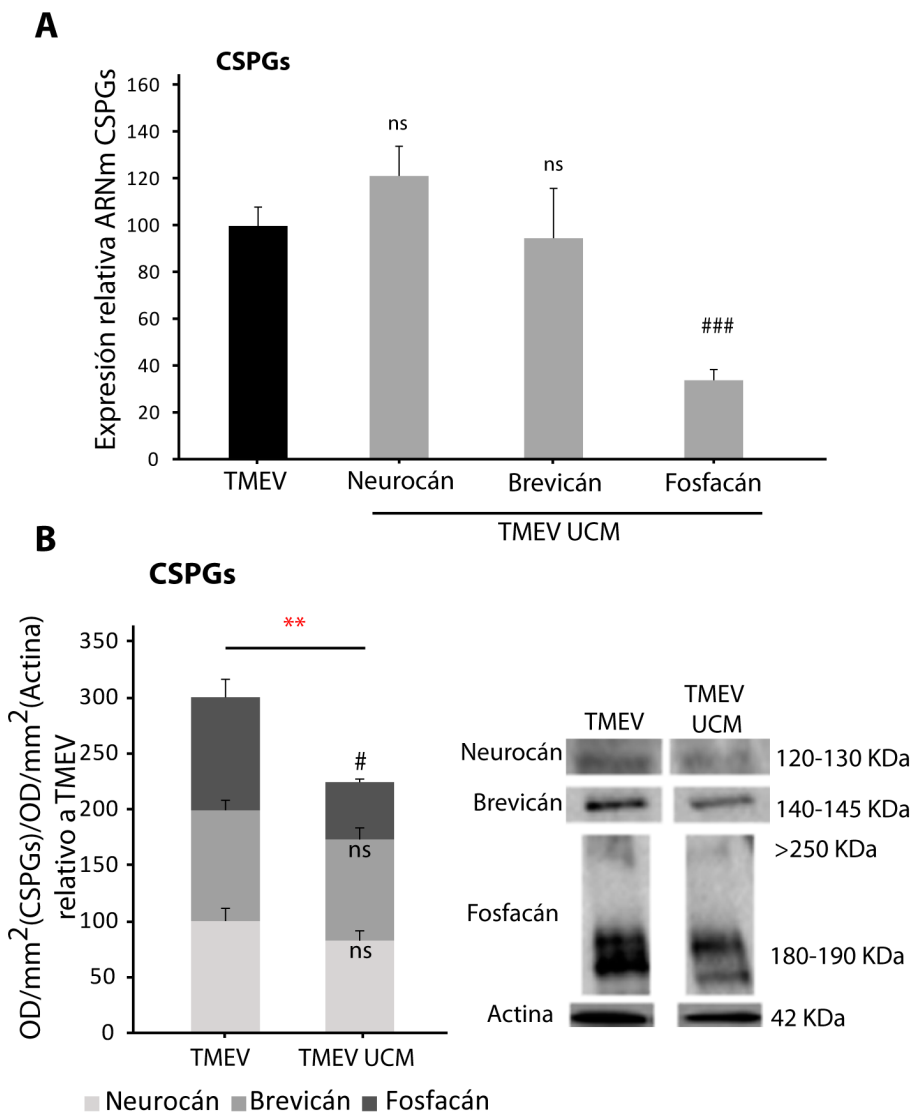 A
CSPGs
Expresión relativa ARNm CSPGs
160
140
120
100
80
60
40
20
0
ns
ns
###
TMEV
Neurocán
Brevicán
Fosfacán
TMEV UCM
B
CSPGs
OD/mm²(CSPGs)/OD/mm²(Actina)
relativo a TMEV
350
300
250
200
150
100
50
0
**
#
ns
ns
TMEV
TMEV UCM
Neurocán
Brevicán
Fosfacán
TMEV
TMEV
UCM
Neurocán
120-130 KDa
Brevicán
140-145 KDa
>250 KDa
Fosfacán
180-190 KDa
Actina
42 KDa